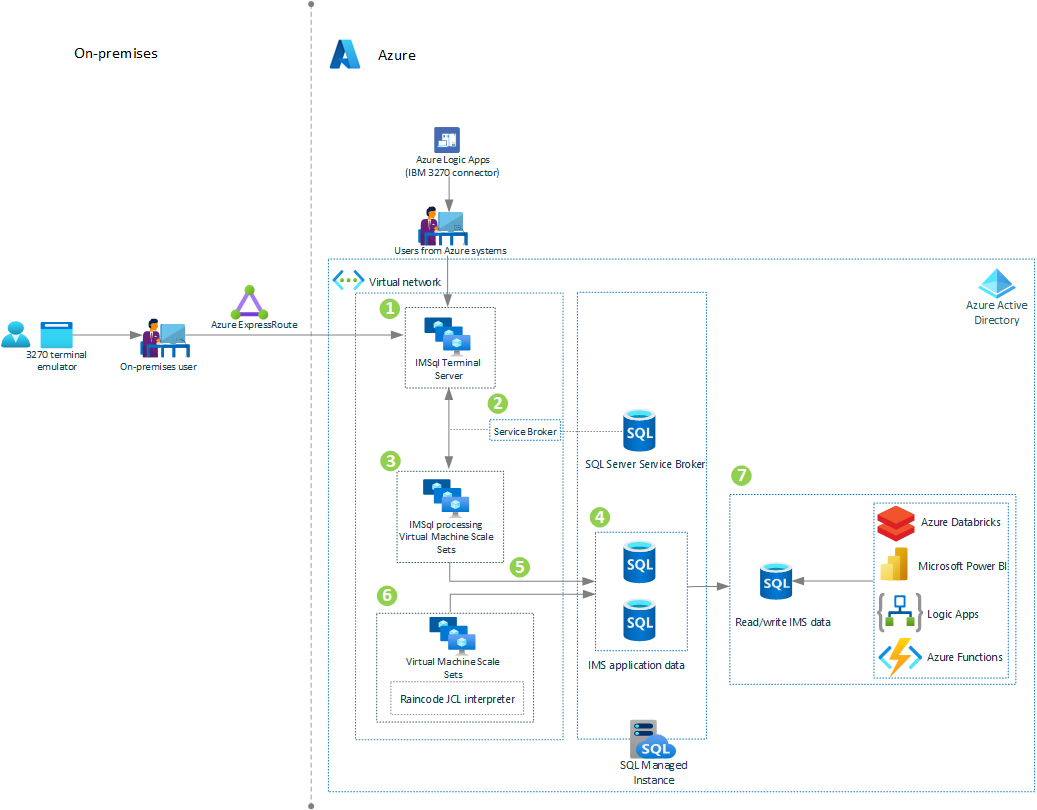 On-premises
Azure
Azure Logic Apps
(IBM 3270 connector)
Users from Azure systems
Virtual network
Azure Active
Directory
Azure ExpressRoute
3270 terminal
emulator
On-premises user
1
IMSql Terminal
Server
2
Service Broker
SQL
SQL Server Service Broker
3
IMSql processing
Virtual Machine Scale
Sets
4
SQL
SQL
IMS application data
5
6
Virtual Machine Scale
Sets
Raincode JCL interpreter
7
SQL
Read/write IMS data
Azure Databricks
Microsoft Power BI
Logic Apps
Azure Functions
SQL
SQL Managed
Instance